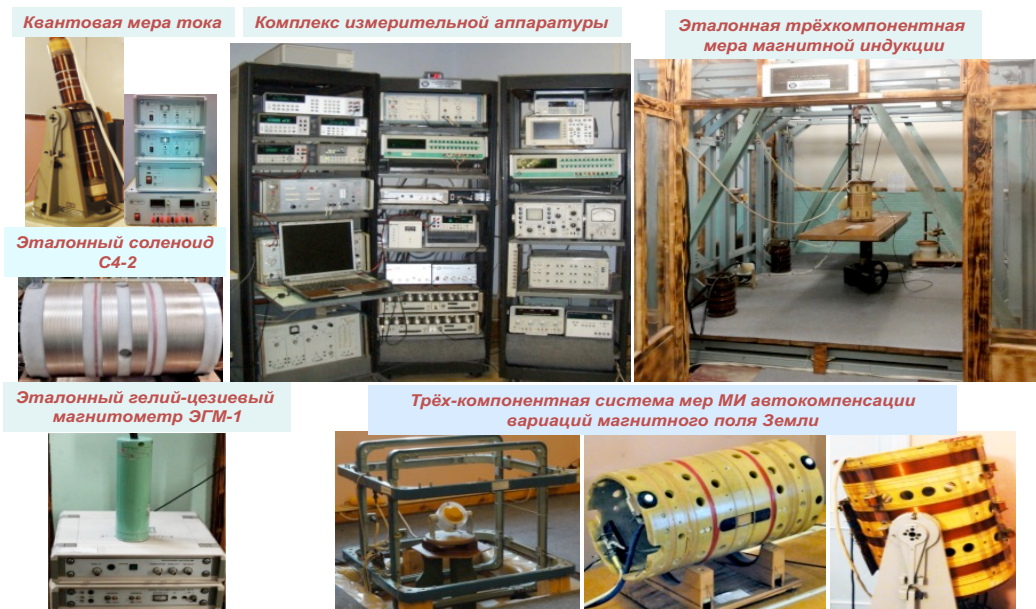 Квантовая мера тока
Комплекс измерительной аппаратуры
Эталонная трёхкомпонентная
мера магнитной индукции
Эталонный соленоид
С4-2
Эталонный гелий-цезиевый
магнитометр ЭГМ-1
Трёх-компонентная система мер МИ автокомпенсации
вариаций магнитного поля Земли